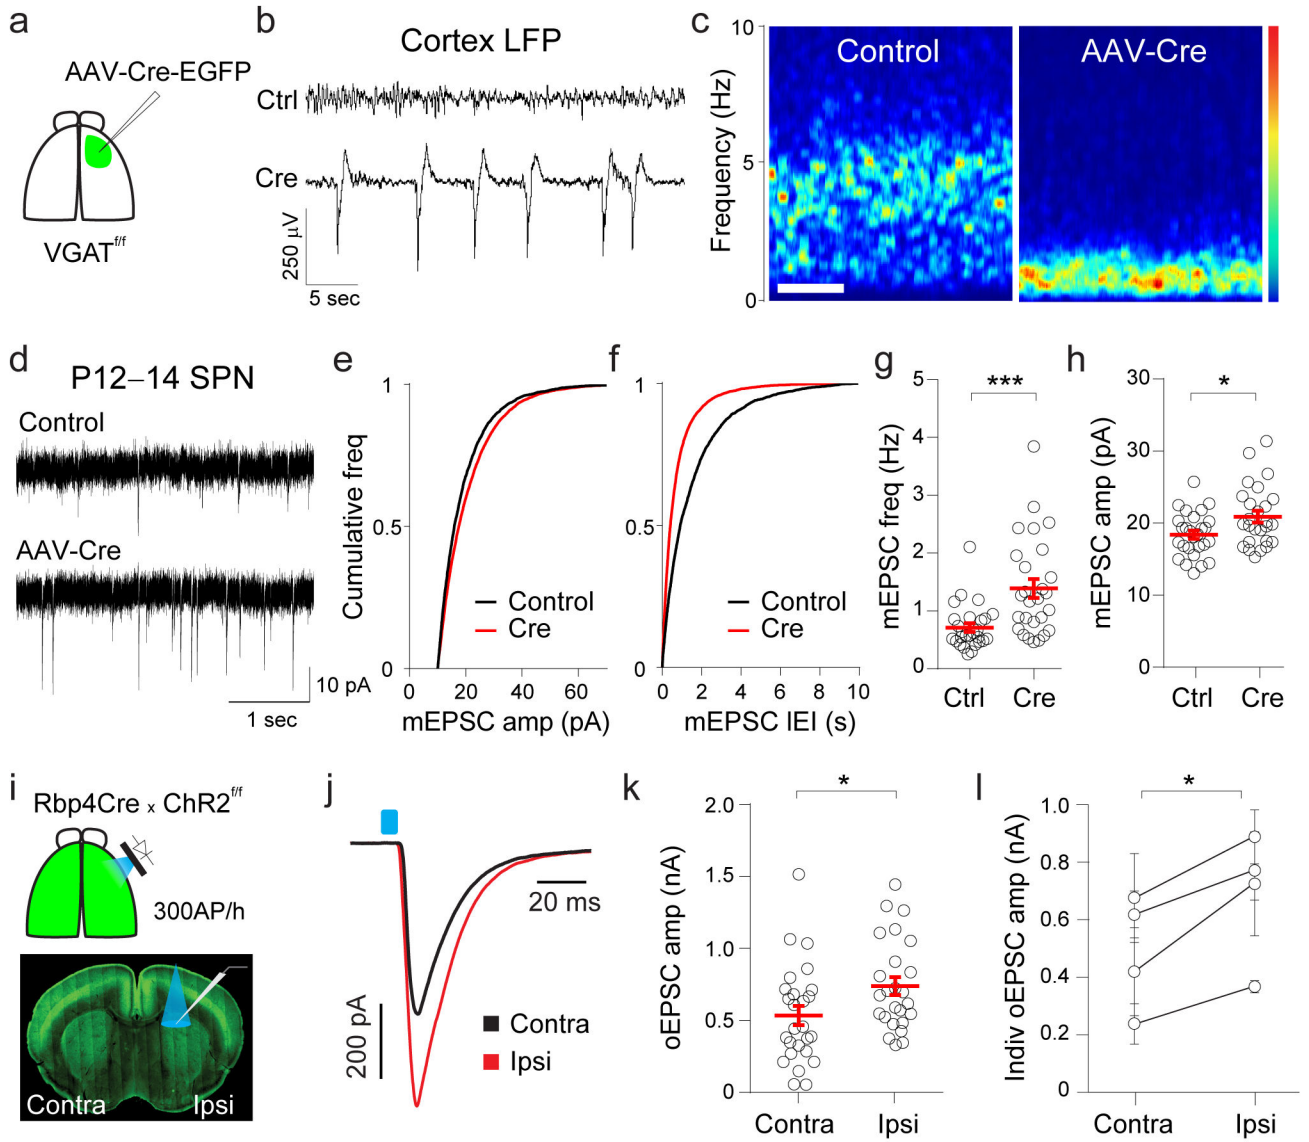 a
AAV-Cre-EGFP
VGATf/f
b
Cortex LFP
Ctrl
Cre
250 µV
5 sec
c
10
5
0
Frequency (Hz)
Control
AAV-Cre
d
P12–14 SPN
Control
AAV-Cre
10 pA
1 sec
e
1
0.5
0
Cumulative freq
Control
Cre
0 20 40 60
mEPSC amp (pA)
f
1
0.5
0
Control
Cre
0 2 4 6 8 10
mEPSC IEI (s)
g
***
5
4
3
2
1
0
mEPSC freq (Hz)
Ctrl Cre
h
*
30
30
20
10
0
mEPSC amp (pA)
Ctrl Cre
i
Rbp4Cre x ChR2f/f
300AP/h
Contra Ipsi
j
20 ms
200 pA
Contra
Ipsi
k
*
2.0
1.5
1.0
0.5
0
oEPSC amp (nA)
Contra Ipsi
l
*
1.0
0.8
0.6
0.4
0.2
0
Indiv oEPSC amp (nA)
Contra Ipsi